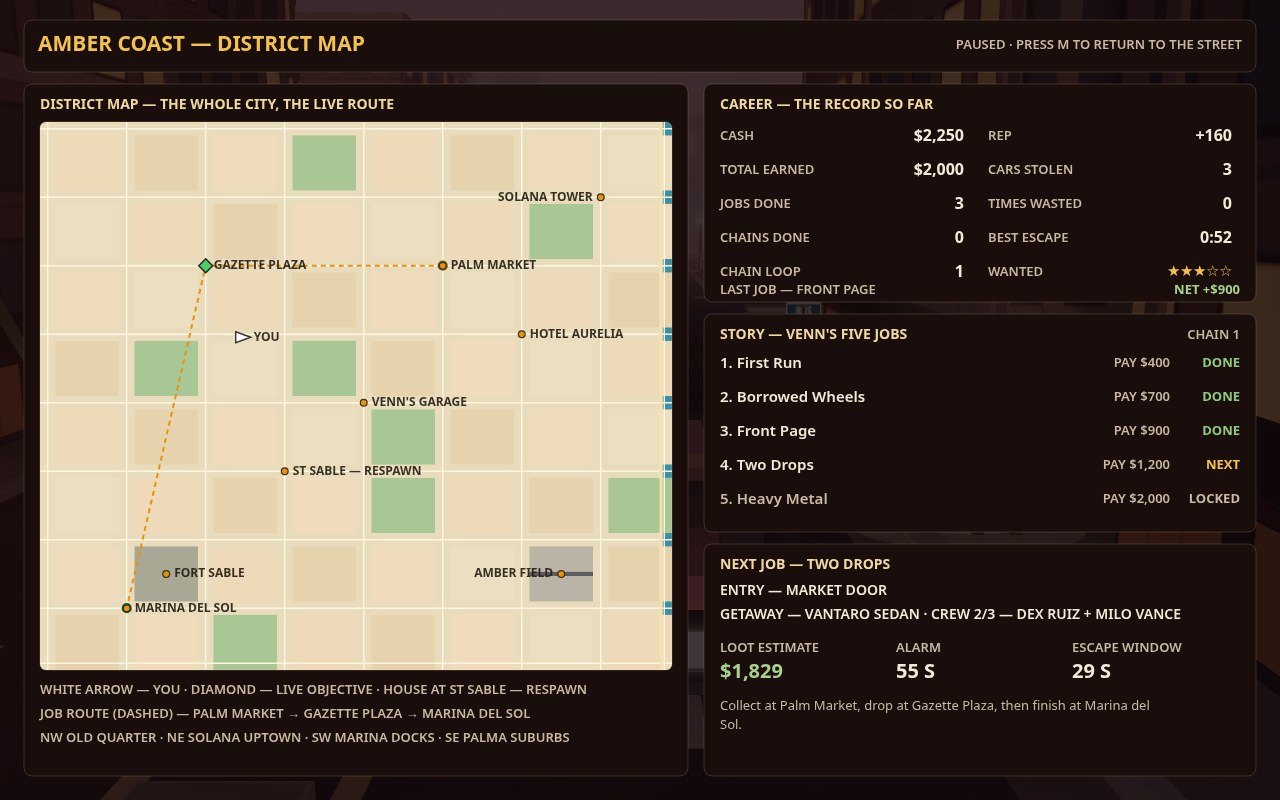 AMBER COAST — DISTRICT MAP
PAUSED · PRESS M TO RETURN TO THE STREET
DISTRICT MAP — THE WHOLE CITY, THE LIVE ROUTE
SOLANA TOWER
GAZETTE PLAZA
PALM MARKET
YOU
HOTEL AURELIA
VENN'S GARAGE
ST SABLE — RESPAWN
FORT SABLE
AMBER FIELD
MARINA DEL SOL
WHITE ARROW — YOU · DIAMOND — LIVE OBJECTIVE · HOUSE AT ST SABLE — RESPAWN
JOB ROUTE (DASHED) — PALM MARKET → GAZETTE PLAZA → MARINA DEL SOL
NW OLD QUARTER · NE SOLANA UPTOWN · SW MARINA DOCKS · SE PALMA SUBURBS
CAREER — THE RECORD SO FAR
CASH $2,250 REP +160
TOTAL EARNED $2,000 CARS STOLEN 3
JOBS DONE 3 TIMES WASTED 0
CHAINS DONE 0 BEST ESCAPE 0:52
CHAIN LOOP 1 WANTED ★★★☆☆
LAST JOB — FRONT PAGE NET +$900
STORY — VENN'S FIVE JOBS CHAIN 1
1. First Run PAY $400 DONE
2. Borrowed Wheels PAY $700 DONE
3. Front Page PAY $900 DONE
4. Two Drops PAY $1,200 NEXT
5. Heavy Metal PAY $2,000 LOCKED
NEXT JOB — TWO DROPS
ENTRY — MARKET DOOR
GETAWAY — VANTARO SEDAN · CREW 2/3 — DEX RUIZ + MILO VANCE
LOOT ESTIMATE ALARM ESCAPE WINDOW
$1,829 55 S 29 S
Collect at Palm Market, drop at Gazette Plaza, then finish at Marina del
Sol.